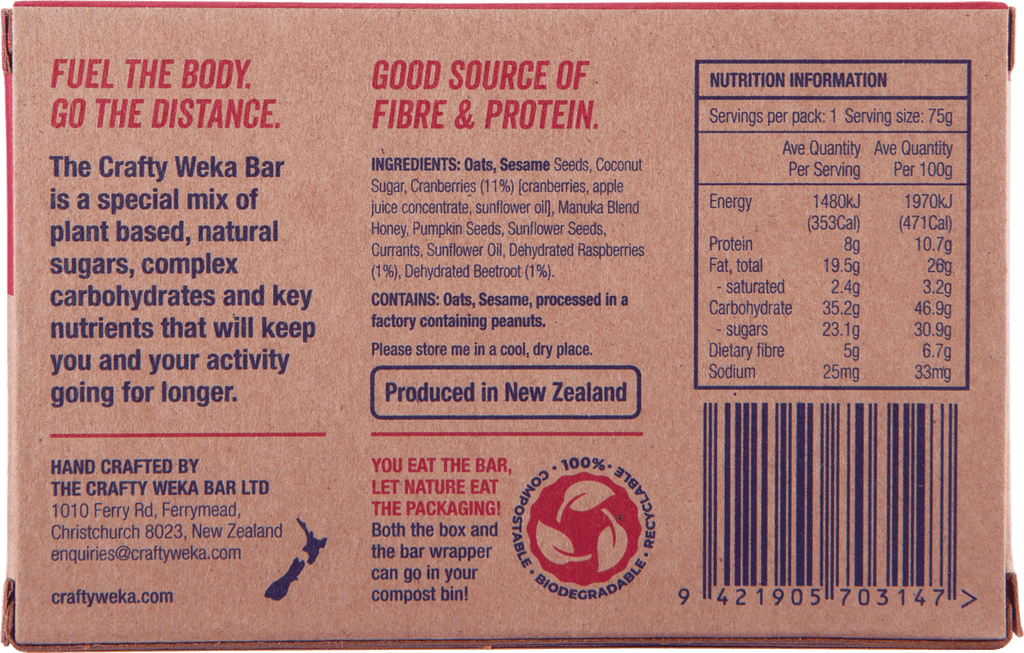 FUEL THE BODY.
GO THE DISTANCE.
The Crafty Weka Bar
is a special mix of
plant based, natural
sugars, complex
carbohydrates and key
nutrients that will keep
you and your activity
going for longer.
HAND CRAFTED BY
THE CRAFTY WEKA BAR LTD
1010 Ferry Rd, Ferrymead,
Christchurch 8023, New Zealand
enquiries@craftyweka.com
craftyweka.com
GOOD SOURCE OF
FIBRE & PROTEIN.
INGREDIENTS: Oats, Sesame Seeds, Coconut
Sugar, Cranberries (11%) [cranberries, apple
juice concentrate, sunflower oil], Manuka Blend
Honey, Pumpkin Seeds, Sunflower Seeds,
Currants, Sunflower Oil, Dehydrated Raspberries
(1%), Dehydrated Beetroot (1%).
CONTAINS: Oats, Sesame, processed in a
factory containing peanuts.
Please store me in a cool, dry place.
Produced in New Zealand
YOU EAT THE BAR,
LET NATURE EAT
THE PACKAGING!
Both the box and
the bar wrapper
can go in your
compost bin!
100% • RECYCLABLE • BIODEGRADABLE • COMPOSTABLE •
NUTRITION INFORMATION
Servings per pack: 1 Serving size: 75g
Ave Quantity Ave Quantity
Per Serving Per 100g
Energy 1480kJ 1970kJ
(353Cal) (471Cal)
Protein 8g 10.7g
Fat, total 19.5g 26g
- saturated 2.4g 3.2g
Carbohydrate 35.2g 46.9g
- sugars 23.1g 30.9g
Dietary fibre 5g 6.7g
Sodium 25mg 33mg
9 421905 703147 >